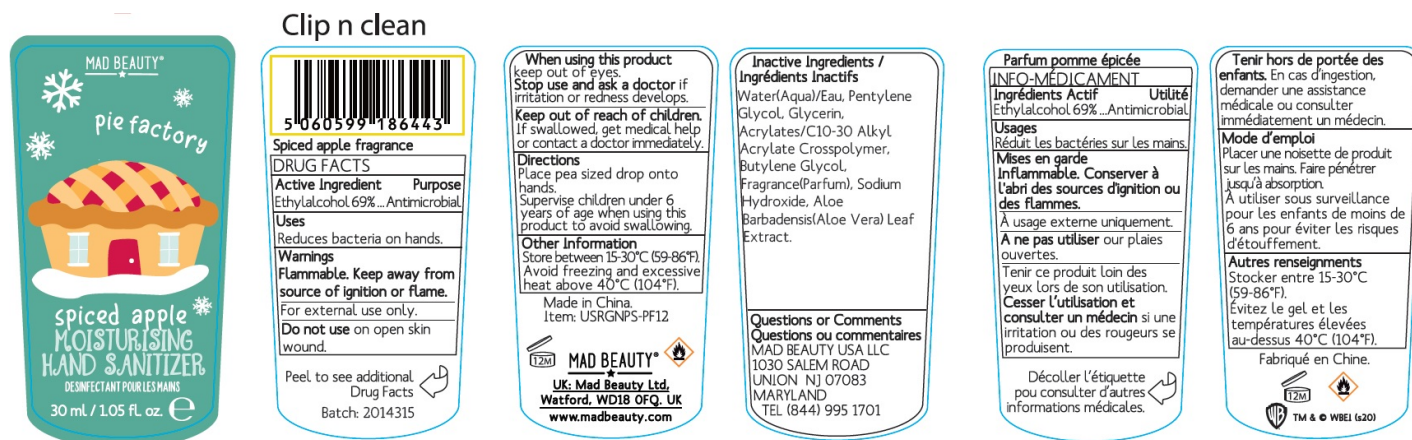 Clip n clean
MAD BEAUTY®
pie factory
spiced apple
MOISTURISING
HAND SANITIZER
DESINFECTANT POUR LES MAINS
30 ml / 1.05 fl. oz. e
5 060599 186443
Spiced apple fragrance
DRUG FACTS
Active Ingredient Purpose
Ethylalcohol 69%...Antimicrobial
Uses
Reduces bacteria on hands.
Warnings
Flammable. Keep away from
source of ignition or flame.
For external use only.
Do not use on open skin
wound.
Peel to see additional
Drug Facts
Batch: 2014315
When using this product
keep out of eyes.
Stop use and ask a doctor if
irritation or redness develops.
Keep out of reach of children.
If swallowed, get medical help
or contact a doctor immediately.
Directions
Place pea sized drop onto
hands.
Supervise children under 6
years of age when using this
product to avoid swallowing.
Other Information
Store between 15-30°C (59-86°F).
Avoid freezing and excessive
heat above 40°C (104°F).
Made in China.
Item: USRGNPS-PF12
12M
MAD BEAUTY®
UK: Mad Beauty Ltd,
Watford, WD18 0FQ. UK
www.madbeauty.com
Inactive Ingredients /
Ingrédients Inactifs
Water(Aqua)/Eau, Pentylene
Glycol, Glycerin,
Acrylates/C10-30 Alkyl
Acrylate Crosspolymer,
Butylene Glycol,
Fragrance(Parfum), Sodium
Hydroxide, Aloe
Barbadensis(Aloe Vera) Leaf
Extract.
Questions or Comments
Questions ou commentaires
MAD BEAUTY USA LLC
1030 SALEM ROAD
UNION NJ 07083
MARYLAND
TEL (844) 995 1701
Parfum pomme épicée
INFO-MÉDICAMENT
Ingrédients Actif Utilité
Ethylalcohol 69%...Antimicrobial
Usages
Réduit les bactéries sur les mains.
Mises en garde
Inflammable. Conserver à
l'abri des sources d'ignition ou
des flammes.
À usage externe uniquement.
A ne pas utiliser our plaies
ouvertes.
Tenir ce produit loin des
yeux lors de son utilisation.
Cesser l'utilisation et
consulter un médecin si une
irritation ou des rougeurs se
produisent.
Décoller l'étiquette
pou consulter d'autres
informations médicales.
Tenir hors de portée des
enfants. En cas d'ingestion,
demander une assistance
médicale ou consulter
immédiatement un médecin.
Mode d'emploi
Placer une noisette de produit
sur les mains. Faire pénétrer
jusqu'à absorption.
À utiliser sous surveillance
pour les enfants de moins de
6 ans pour éviter les risques
d'étouffement.
Autres renseignments
Stocker entre 15-30°C
(59-86°F).
Évitez le gel et les
températures élevées
au-dessus 40°C (104°F).
Fabriqué en Chine.
12M
WB TM & © WBEI (s20)